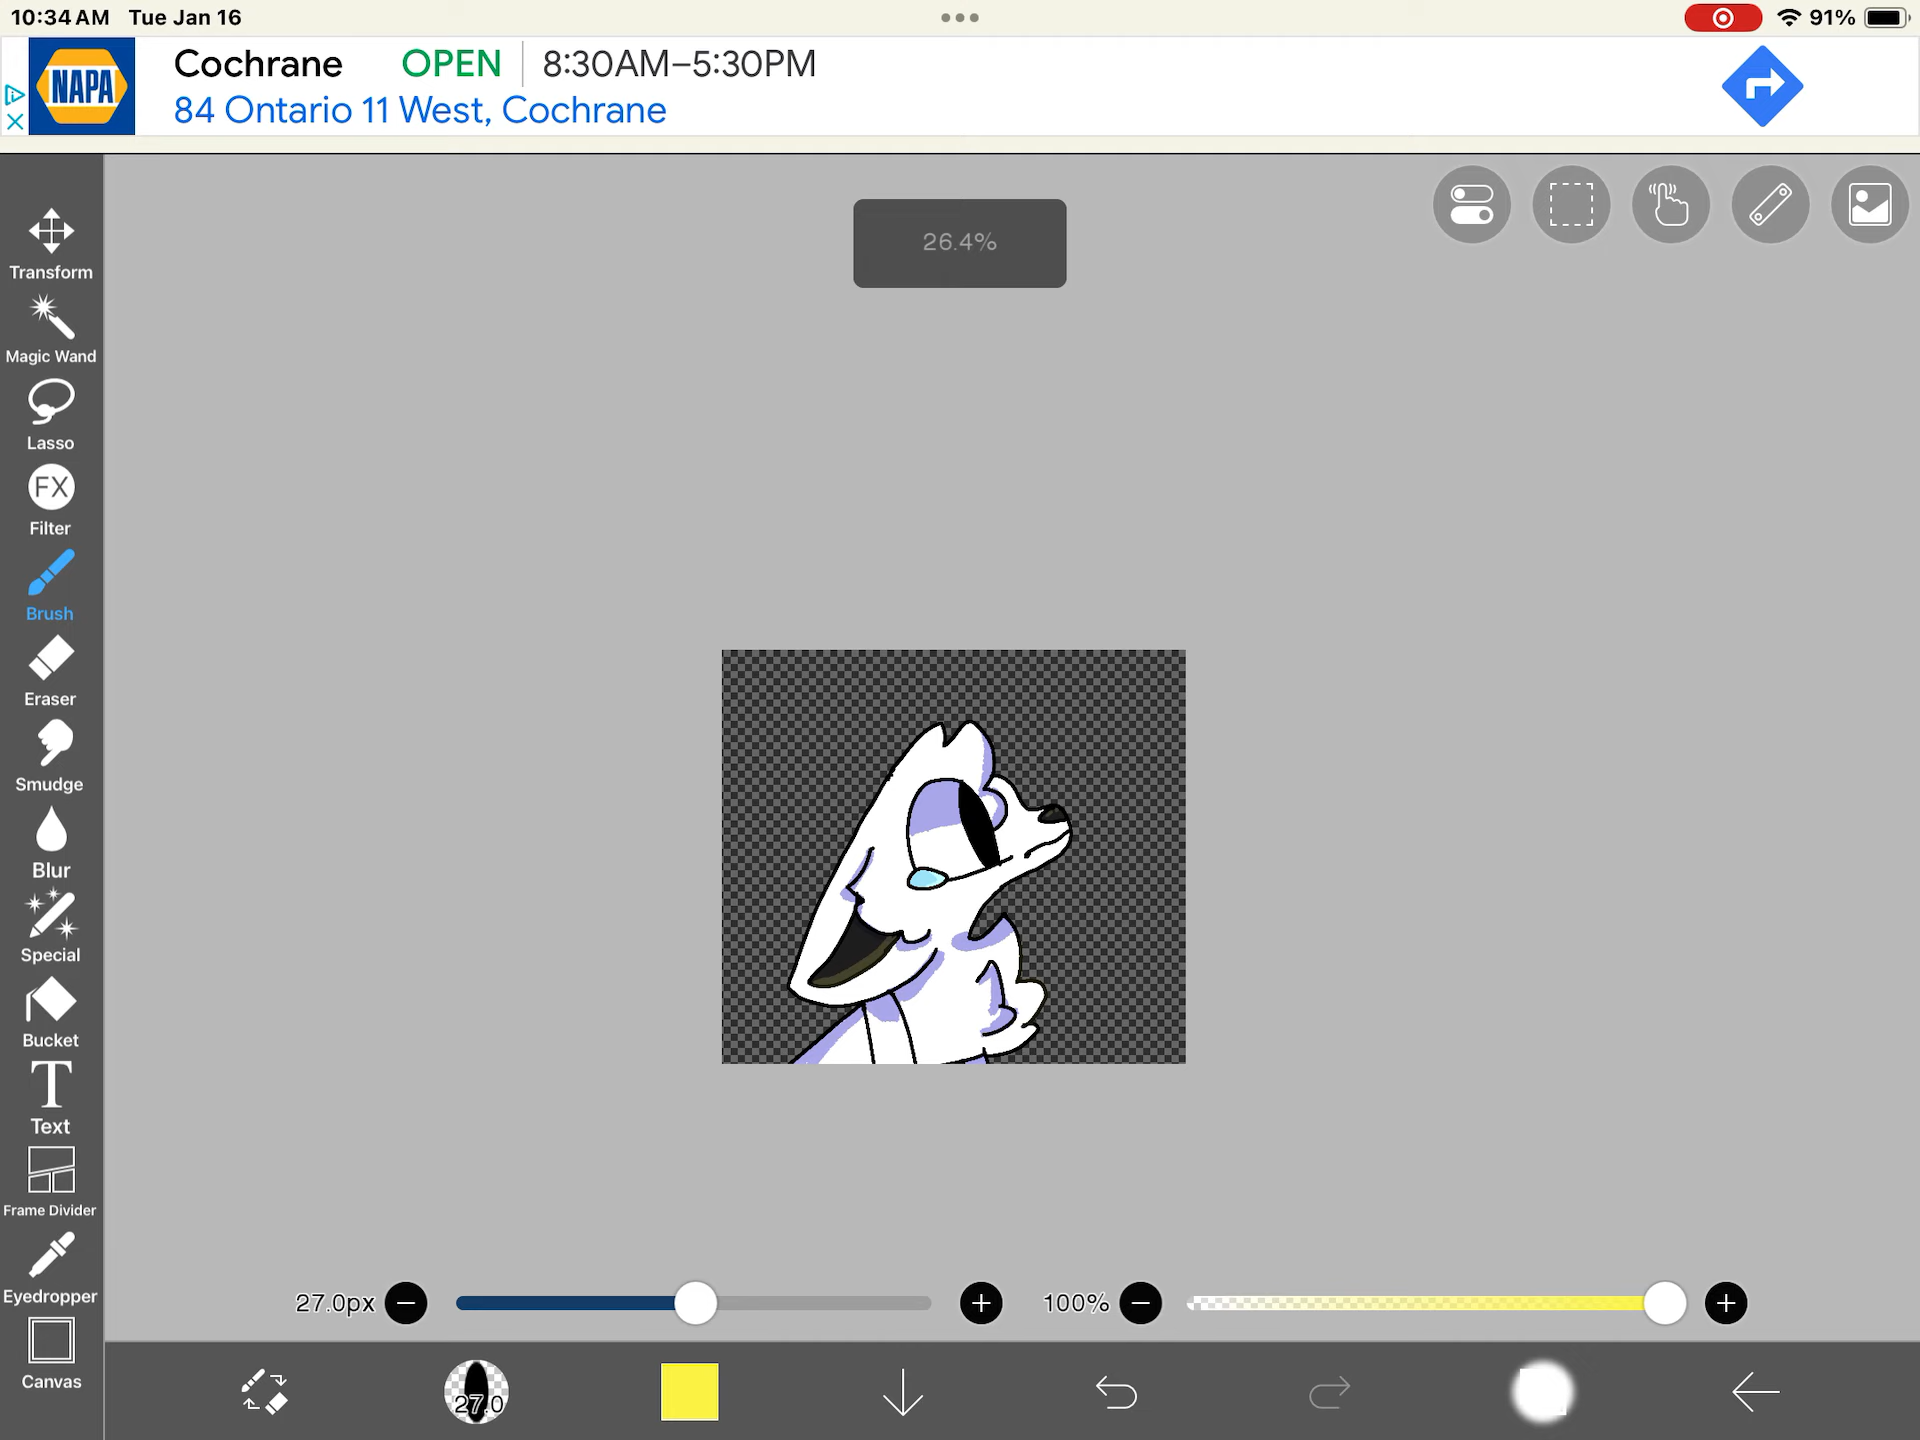 10:34 AM Tue Jan 16
91%
NAPA
Cochrane OPEN 8:30AM–5:30PM
84 Ontario 11 West, Cochrane
26.4%
Transform
Magic Wand
Lasso
FX
Filter
Brush
Eraser
Smudge
Blur
Special
Bucket
T
Text
Frame Divider
Eyedropper
Canvas
27.0px
100%
27.0